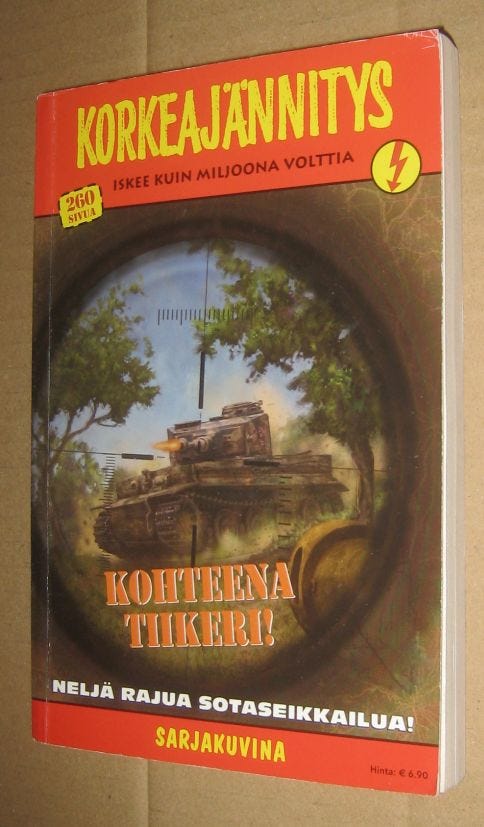 KORKEAJÄNNITYS
ISKEE KUIN MILJOONA VOLTTIA
260
SIVUA
KOHTEENA
TIIKERI!
NELJÄ RAJUA SOTASEIKKAILUA!
SARJAKUVINA
Hinta: € 6.90